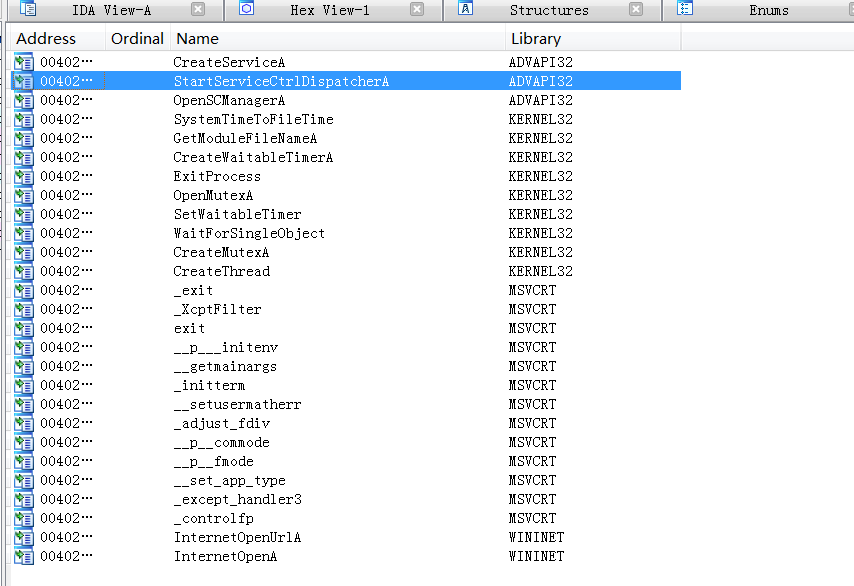 IDA View-A Hex View-1 Structures Enums
Address Ordinal Name Library
00402… CreateServiceA ADVAPI32
00402… StartServiceCtrlDispatcherA ADVAPI32
00402… OpenSCManagerA ADVAPI32
00402… SystemTimeToFileTime KERNEL32
00402… GetModuleFileNameA KERNEL32
00402… CreateWaitableTimerA KERNEL32
00402… ExitProcess KERNEL32
00402… OpenMutexA KERNEL32
00402… SetWaitableTimer KERNEL32
00402… WaitForSingleObject KERNEL32
00402… CreateMutexA KERNEL32
00402… CreateThread KERNEL32
00402… _exit MSVCRT
00402… _XcptFilter MSVCRT
00402… exit MSVCRT
00402… __p___initenv MSVCRT
00402… __getmainargs MSVCRT
00402… _initterm MSVCRT
00402… __setusermatherr MSVCRT
00402… _adjust_fdiv MSVCRT
00402… __p__commode MSVCRT
00402… __p__fmode MSVCRT
00402… __set_app_type MSVCRT
00402… _except_handler3 MSVCRT
00402… _controlfp MSVCRT
00402… InternetOpenUrlA WININET
00402… InternetOpenA WININET